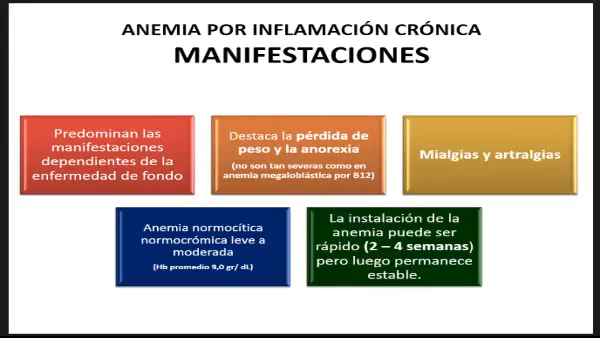 ANEMIA POR INFLAMACIÓN CRÓNICA
MANIFESTACIONES
Predominan las
manifestaciones
dependientes de la
enfermedad de fondo
Destaca la pérdida de
peso y la anorexia
(no son tan severas como en
anemia megaloblástica por B12)
Mialgias y artralgias
Anemia normocítica
normocrómica leve a
moderada
(Hb promedio 9,0 gr/ dL)
La instalación de la
anemia puede ser
rápido (2 – 4 semanas)
pero luego permanece
estable.